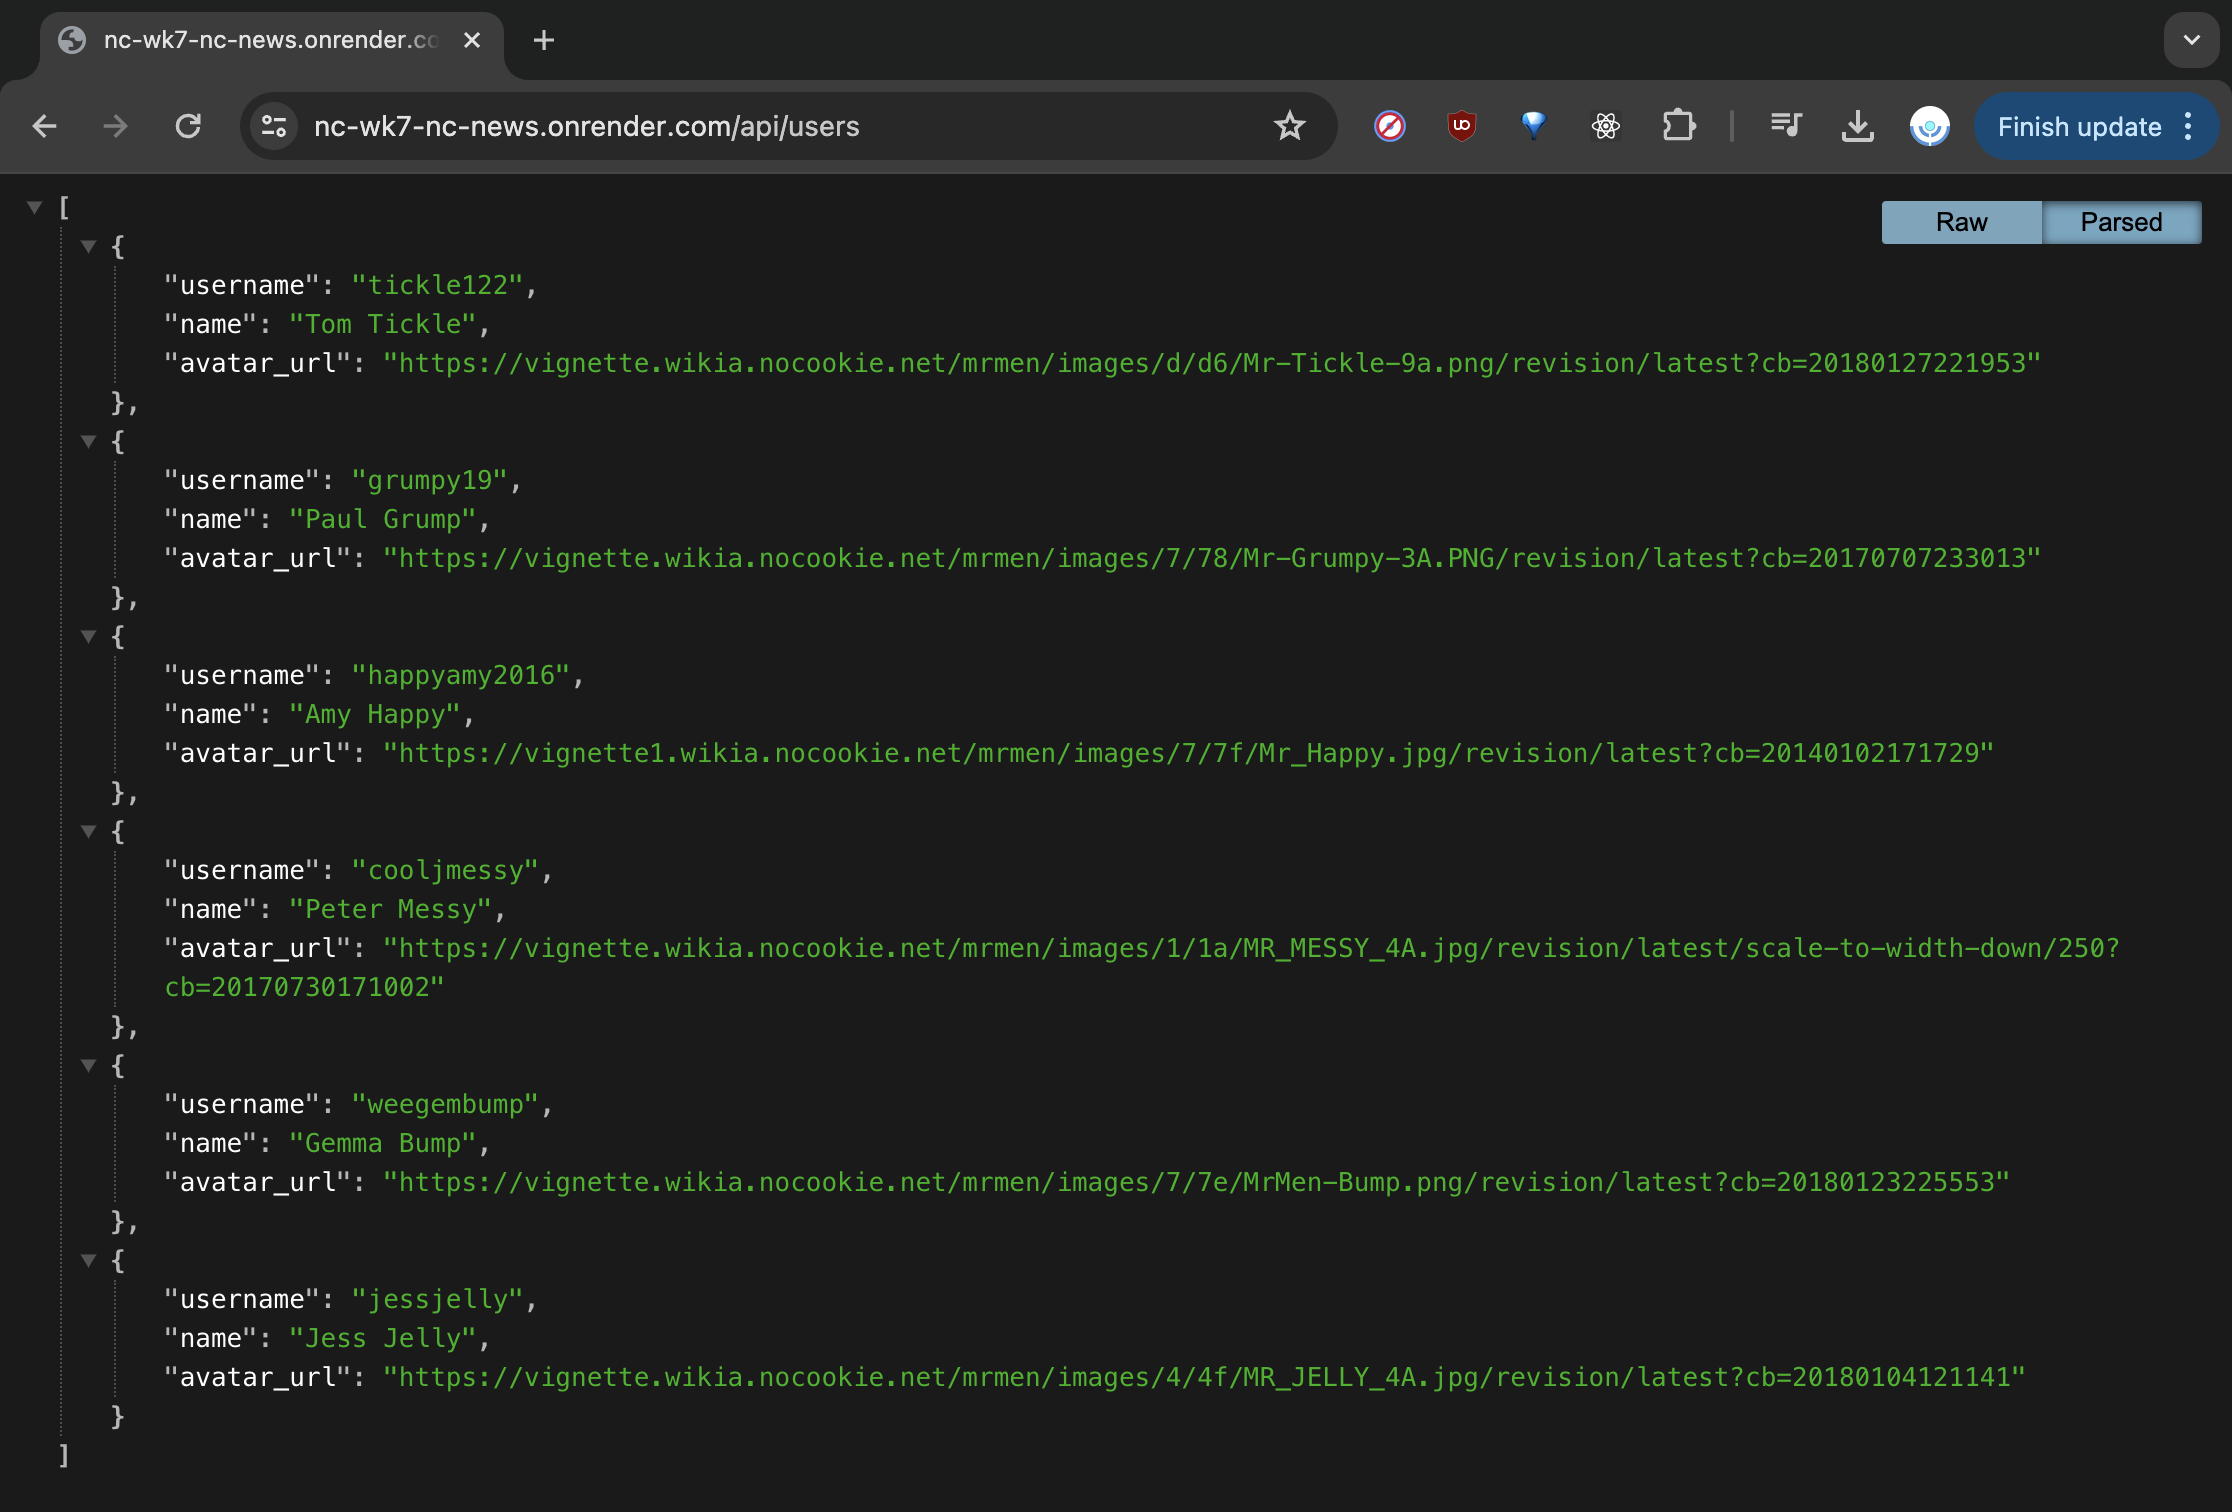 nc-wk7-nc-news.onrender.co
nc-wk7-nc-news.onrender.com/api/users
Finish update
Raw
Parsed
[
{
"username": "tickle122",
"name": "Tom Tickle",
"avatar_url": "https://vignette.wikia.nocookie.net/mrmen/images/d/d6/Mr-Tickle-9a.png/revision/latest?cb=20180127221953"
},
{
"username": "grumpy19",
"name": "Paul Grump",
"avatar_url": "https://vignette.wikia.nocookie.net/mrmen/images/7/78/Mr-Grumpy-3A.PNG/revision/latest?cb=20170707233013"
},
{
"username": "happyamy2016",
"name": "Amy Happy",
"avatar_url": "https://vignette1.wikia.nocookie.net/mrmen/images/7/7f/Mr_Happy.jpg/revision/latest?cb=20140102171729"
},
{
"username": "cooljmessy",
"name": "Peter Messy",
"avatar_url": "https://vignette.wikia.nocookie.net/mrmen/images/1/1a/MR_MESSY_4A.jpg/revision/latest/scale-to-width-down/250?
cb=20170730171002"
},
{
"username": "weegembump",
"name": "Gemma Bump",
"avatar_url": "https://vignette.wikia.nocookie.net/mrmen/images/7/7e/MrMen-Bump.png/revision/latest?cb=20180123225553"
},
{
"username": "jessjelly",
"name": "Jess Jelly",
"avatar_url": "https://vignette.wikia.nocookie.net/mrmen/images/4/4f/MR_JELLY_4A.jpg/revision/latest?cb=20180104121141"
}
]